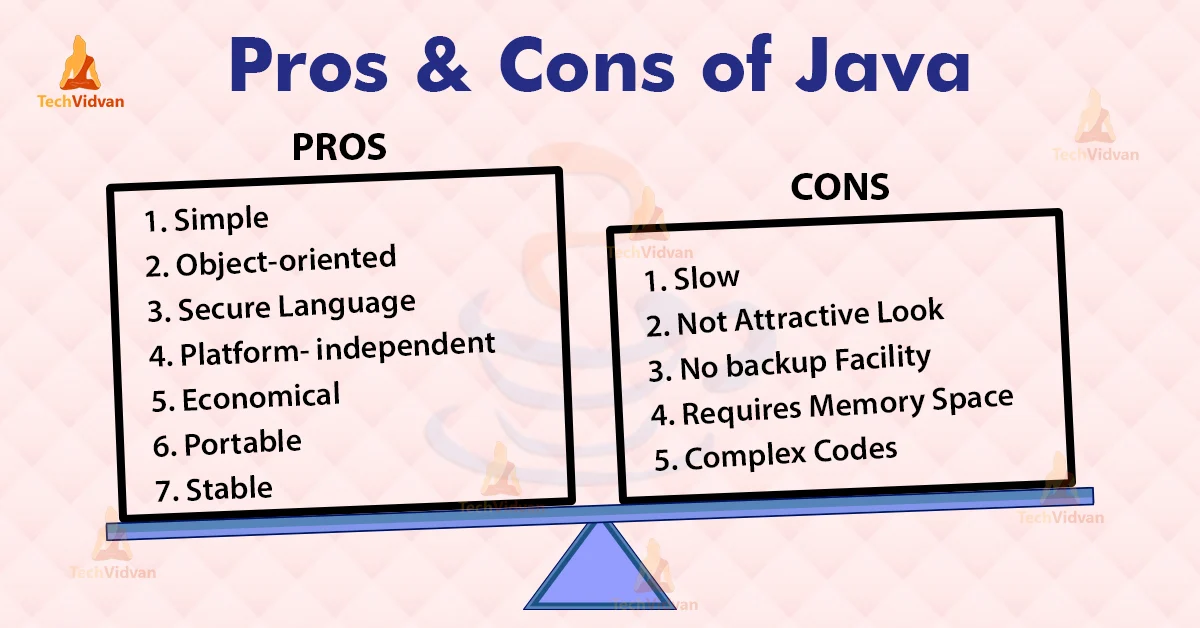 Pros & Cons of Java
TechVidvan
TechVidvan
PROS
1. Simple
2. Object-oriented
3. Secure Language
4. Platform- independent
5. Economical
6. Portable
7. Stable
CONS
TechVidvan
1. Slow
2. Not Attractive Look
3. No backup Facility
4. Requires Memory Space
5. Complex Codes
TechVidvan
TechVidvan
TechVidvan
TechVidvan